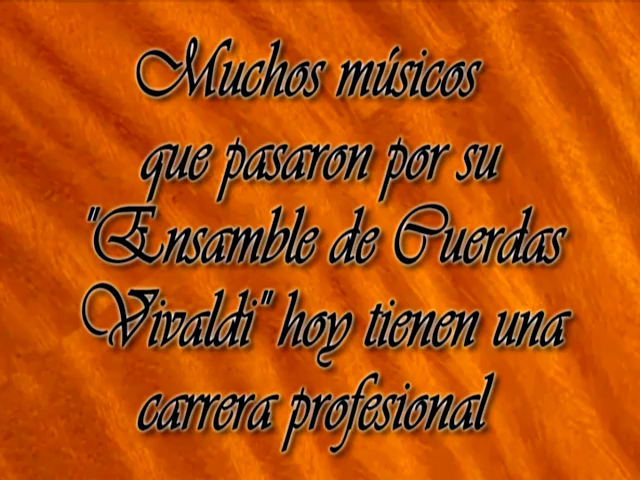 Muchos músicos
que pasaron por su
"Ensamble de Cuerdas
Vivaldi" hoy tienen una
carrera profesional